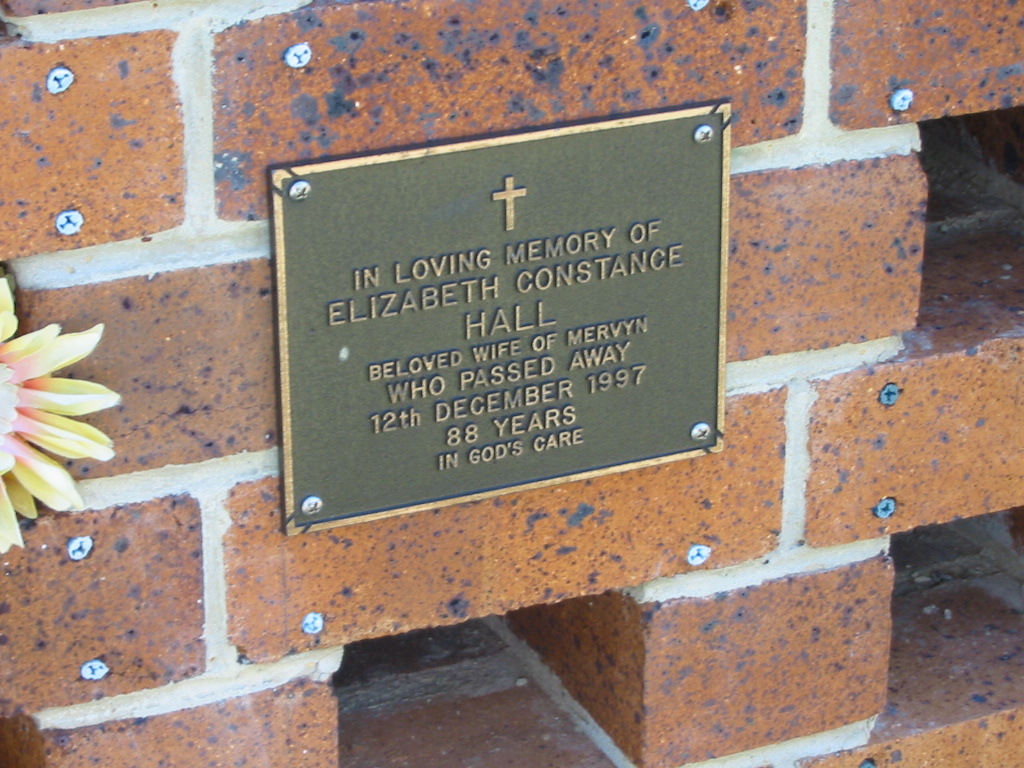 IN LOVING MEMORY OF
ELIZABETH CONSTANCE
HALL
BELOVED WIFE OF MERVYN
WHO PASSED AWAY
12th DECEMBER 1997
88 YEARS
IN GOD'S CARE